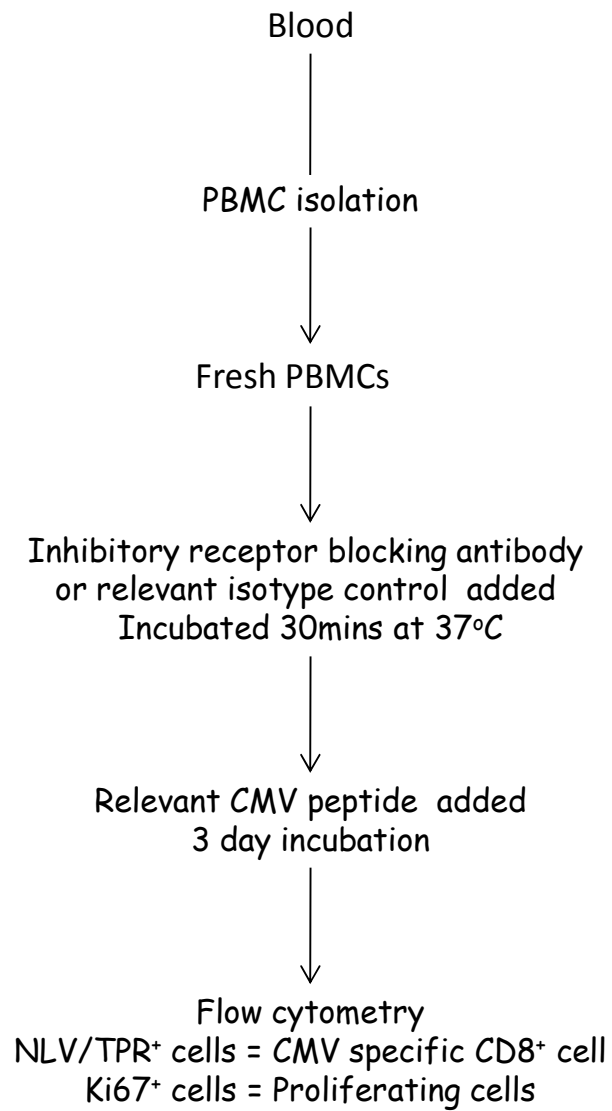 Blood
PBMC isolation
Fresh PBMCs
Inhibitory receptor blocking antibody
or relevant isotype control added
Incubated 30mins at 37°C
Relevant CMV peptide added
3 day incubation
Flow cytometry
NLV/TPR⁺ cells = CMV specific CD8⁺ cell
Ki67⁺ cells = Proliferating cells